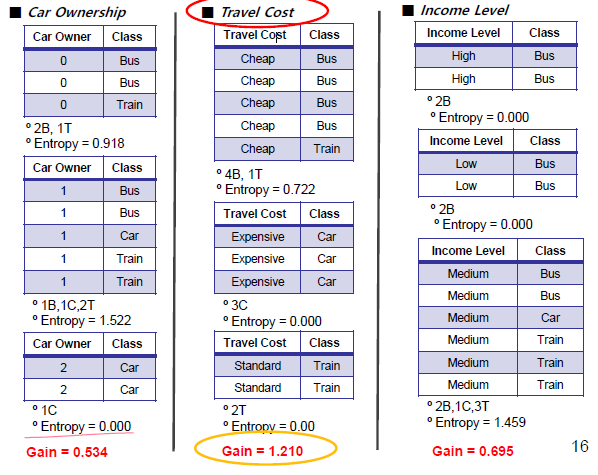 ■ Car Ownership
Car Owner Class
0 Bus
0 Bus
0 Train
º 2B, 1T
º Entropy = 0.918
Car Owner Class
1 Bus
1 Bus
1 Car
1 Train
1 Train
º 1B,1C,2T
º Entropy = 1.522
Car Owner Class
2 Car
2 Car
º 1C
º Entropy = 0.000
Gain = 0.534
■ Travel Cost
Travel Cost Class
Cheap Bus
Cheap Bus
Cheap Bus
Cheap Bus
Cheap Train
º 4B, 1T
º Entropy = 0.722
Travel Cost Class
Expensive Car
Expensive Car
Expensive Car
º 3C
º Entropy = 0.000
Travel Cost Class
Standard Train
Standard Train
º 2T
º Entropy = 0.00
Gain = 1.210
■ Income Level
Income Level Class
High Bus
High Bus
º 2B
º Entropy = 0.000
Income Level Class
Low Bus
Low Bus
º 2B
º Entropy = 0.000
Income Level Class
Medium Bus
Medium Bus
Medium Car
Medium Train
Medium Train
Medium Train
º 2B,1C,3T
º Entropy = 1.459
Gain = 0.695
16